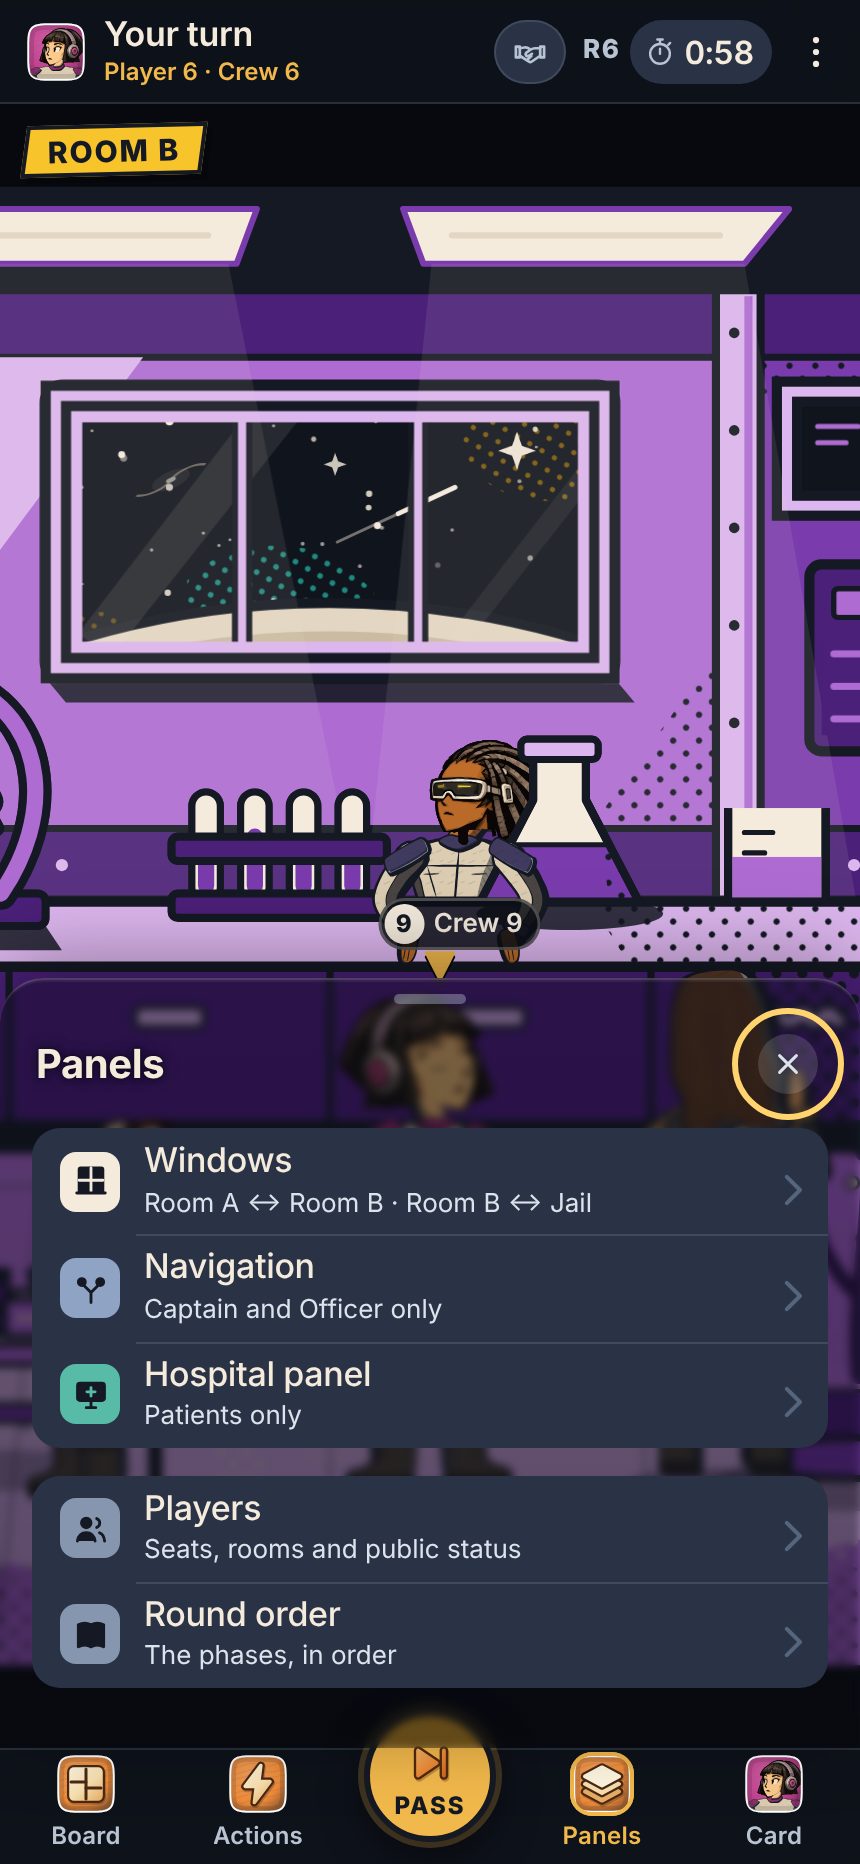 Your turn
Player 6 · Crew 6
R6
0:58
ROOM B
9 Crew 9
Panels
Windows
Room A ↔ Room B · Room B ↔ Jail
Navigation
Captain and Officer only
Hospital panel
Patients only
Players
Seats, rooms and public status
Round order
The phases, in order
Board
Actions
PASS
Panels
Card